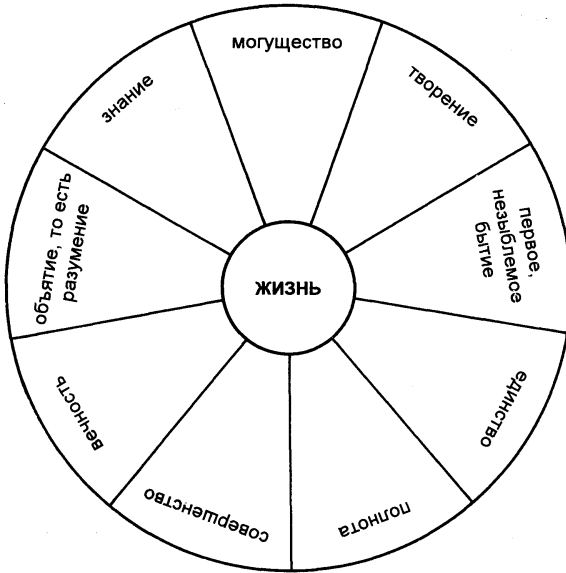 могущество
творение
первое,
незыблемое
бытие
единство
полнота
совершенство
вечность
объятие, то есть
разумение
знание
ЖИЗНЬ